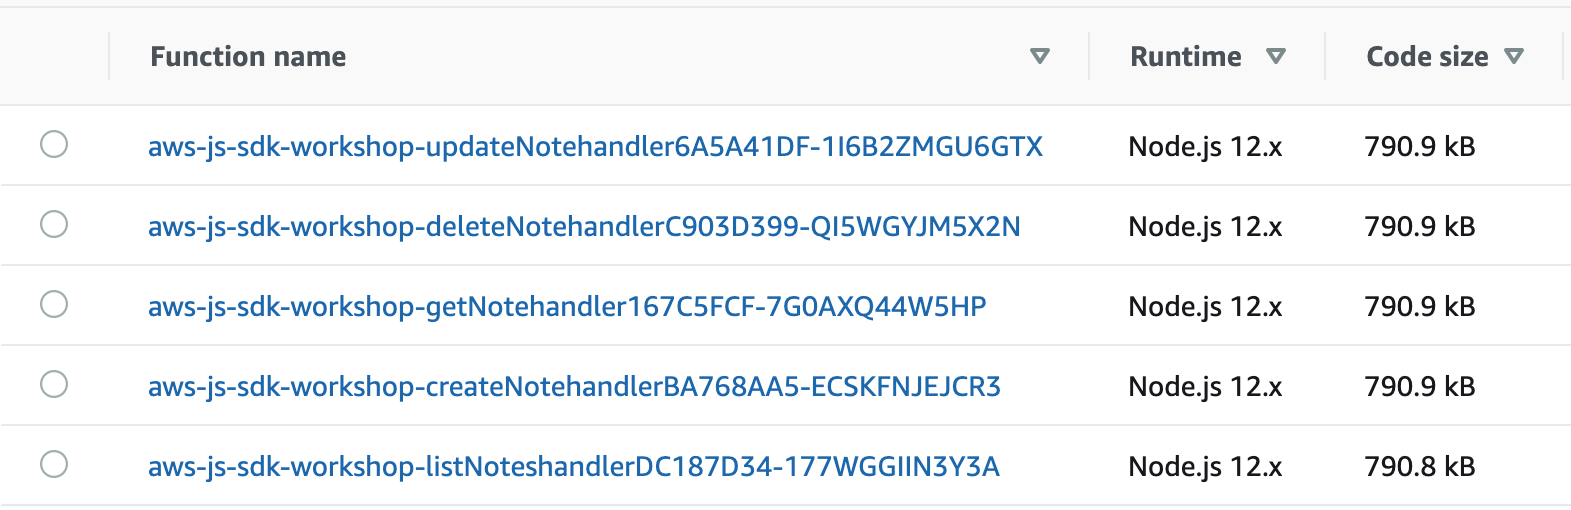 Function name Runtime Code size
aws-js-sdk-workshop-updateNotehandler6A5A41DF-1I6B2ZMGU6GTX Node.js 12.x 790.9 kB
aws-js-sdk-workshop-deleteNotehandlerC903D399-QI5WGYJM5X2N Node.js 12.x 790.9 kB
aws-js-sdk-workshop-getNotehandler167C5FCF-7G0AXQ44W5HP Node.js 12.x 790.9 kB
aws-js-sdk-workshop-createNotehandlerBA768AA5-ECSKFNJEJCR3 Node.js 12.x 790.9 kB
aws-js-sdk-workshop-listNoteshandlerDC187D34-177WGGIIN3Y3A Node.js 12.x 790.8 kB